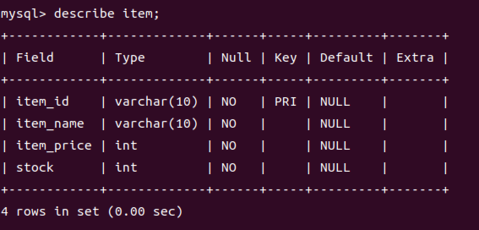 mysql> describe item;
+------------+-------------+------+-----+---------+-------+
| Field      | Type        | Null | Key | Default | Extra |
+------------+-------------+------+-----+---------+-------+
| item_id    | varchar(10) | NO   | PRI | NULL    |       |
| item_name  | varchar(10) | NO   |     | NULL    |       |
| item_price | int         | NO   |     | NULL    |       |
| stock      | int         | NO   |     | NULL    |       |
+------------+-------------+------+-----+---------+-------+
4 rows in set (0.00 sec)